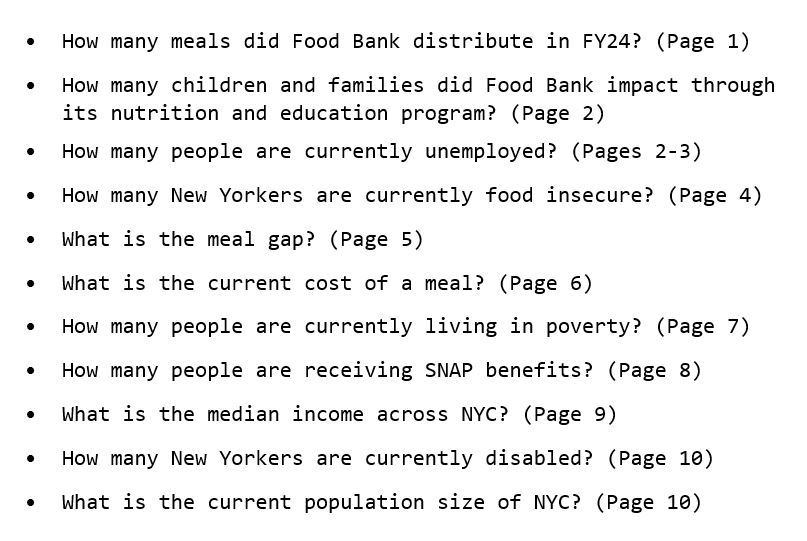 • How many meals did Food Bank distribute in FY24? (Page 1)
• How many children and families did Food Bank impact through
its nutrition and education program? (Page 2)
• How many people are currently unemployed? (Pages 2-3)
• How many New Yorkers are currently food insecure? (Page 4)
• What is the meal gap? (Page 5)
• What is the current cost of a meal? (Page 6)
• How many people are currently living in poverty? (Page 7)
• How many people are receiving SNAP benefits? (Page 8)
• What is the median income across NYC? (Page 9)
• How many New Yorkers are currently disabled? (Page 10)
• What is the current population size of NYC? (Page 10)